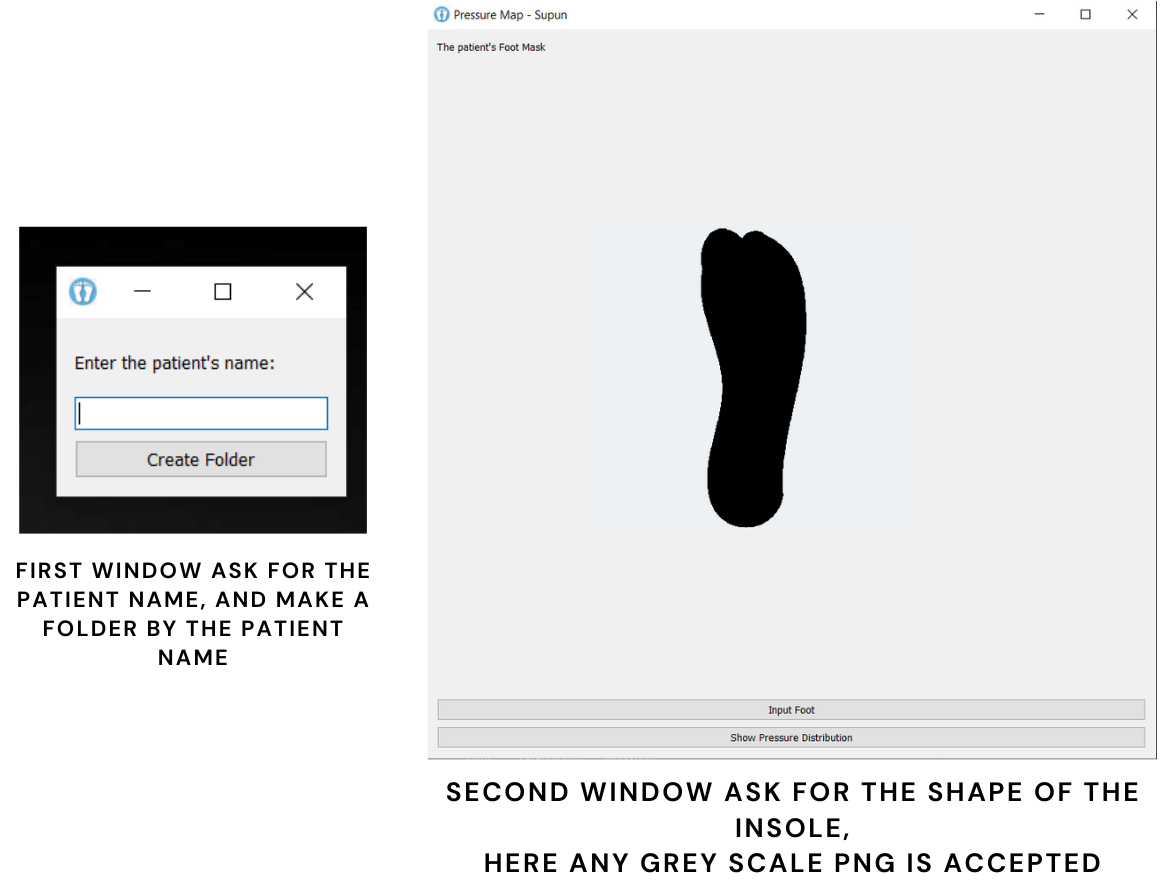 Pressure Map - Supun
The patient's Foot Mask
Enter the patient's name:
Create Folder
FIRST WINDOW ASK FOR THE
PATIENT NAME, AND MAKE A
FOLDER BY THE PATIENT
NAME
Input Foot
Show Pressure Distribution
SECOND WINDOW ASK FOR THE SHAPE OF THE
INSOLE,
HERE ANY GREY SCALE PNG IS ACCEPTED